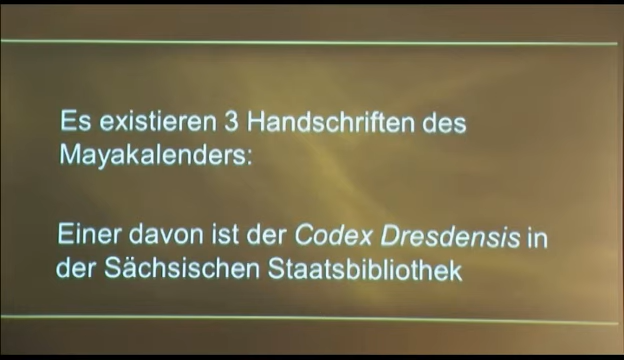 Es existieren 3 Handschriften des
Mayakalenders:
Einer davon ist der Codex Dresdensis in
der Sächsischen Staatsbibliothek